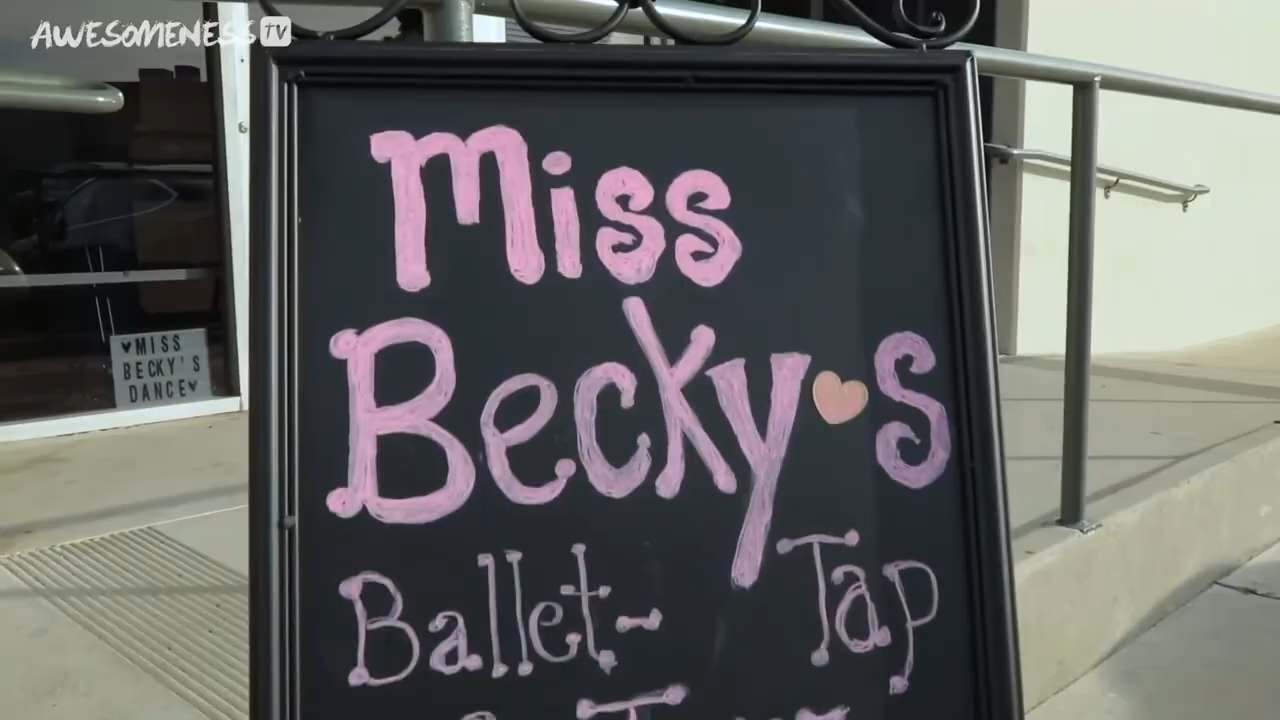 AWESOMENESS TV
Miss
Becky's
Ballet- Tap
♥MISS
BECKY'S
DANCE♥